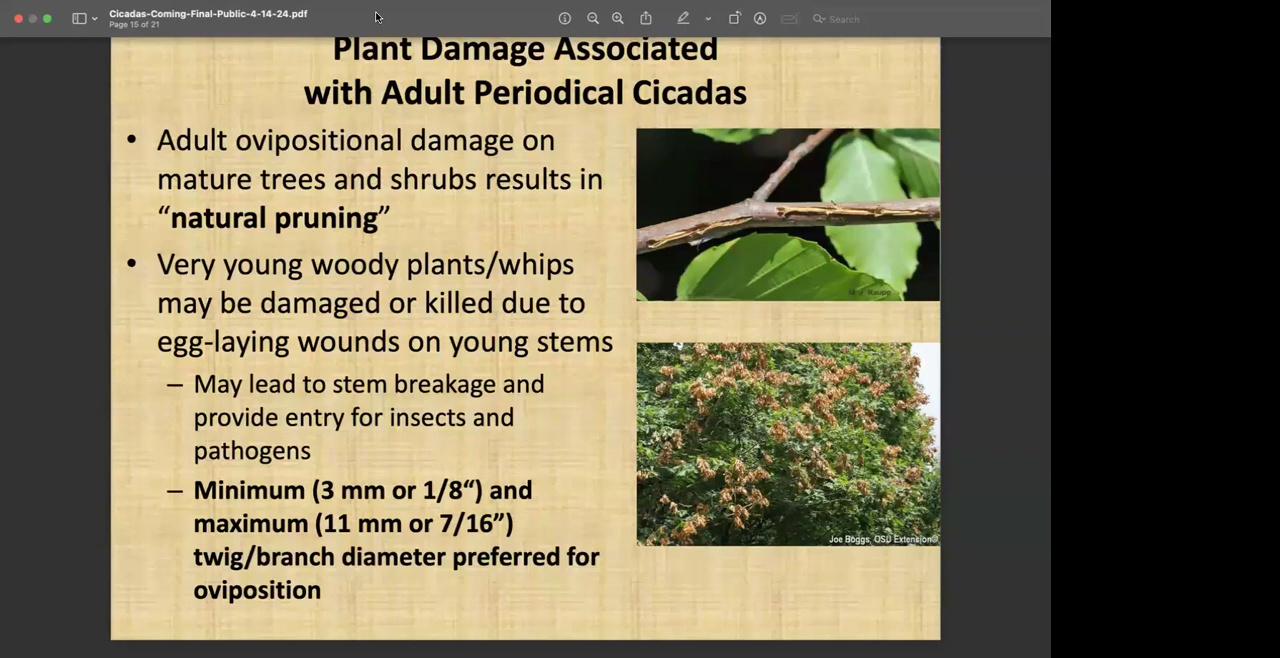 Cicadas-Coming-Final-Public-4-14-24.pdf
Page 15 of 21
Search
Plant Damage Associated
with Adult Periodical Cicadas
• Adult ovipositional damage on
mature trees and shrubs results in
“natural pruning”
• Very young woody plants/whips
may be damaged or killed due to
egg-laying wounds on young stems
– May lead to stem breakage and
provide entry for insects and
pathogens
– Minimum (3 mm or 1/8“) and
maximum (11 mm or 7/16”)
twig/branch diameter preferred for
oviposition
Raupp
Joe Boggs, OSU Extension©